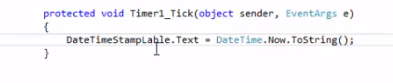 protected void Timer1_Tick(object sender, EventArgs e)
{
DateTimeStampLable.Text = DateTime.Now.ToString();
}